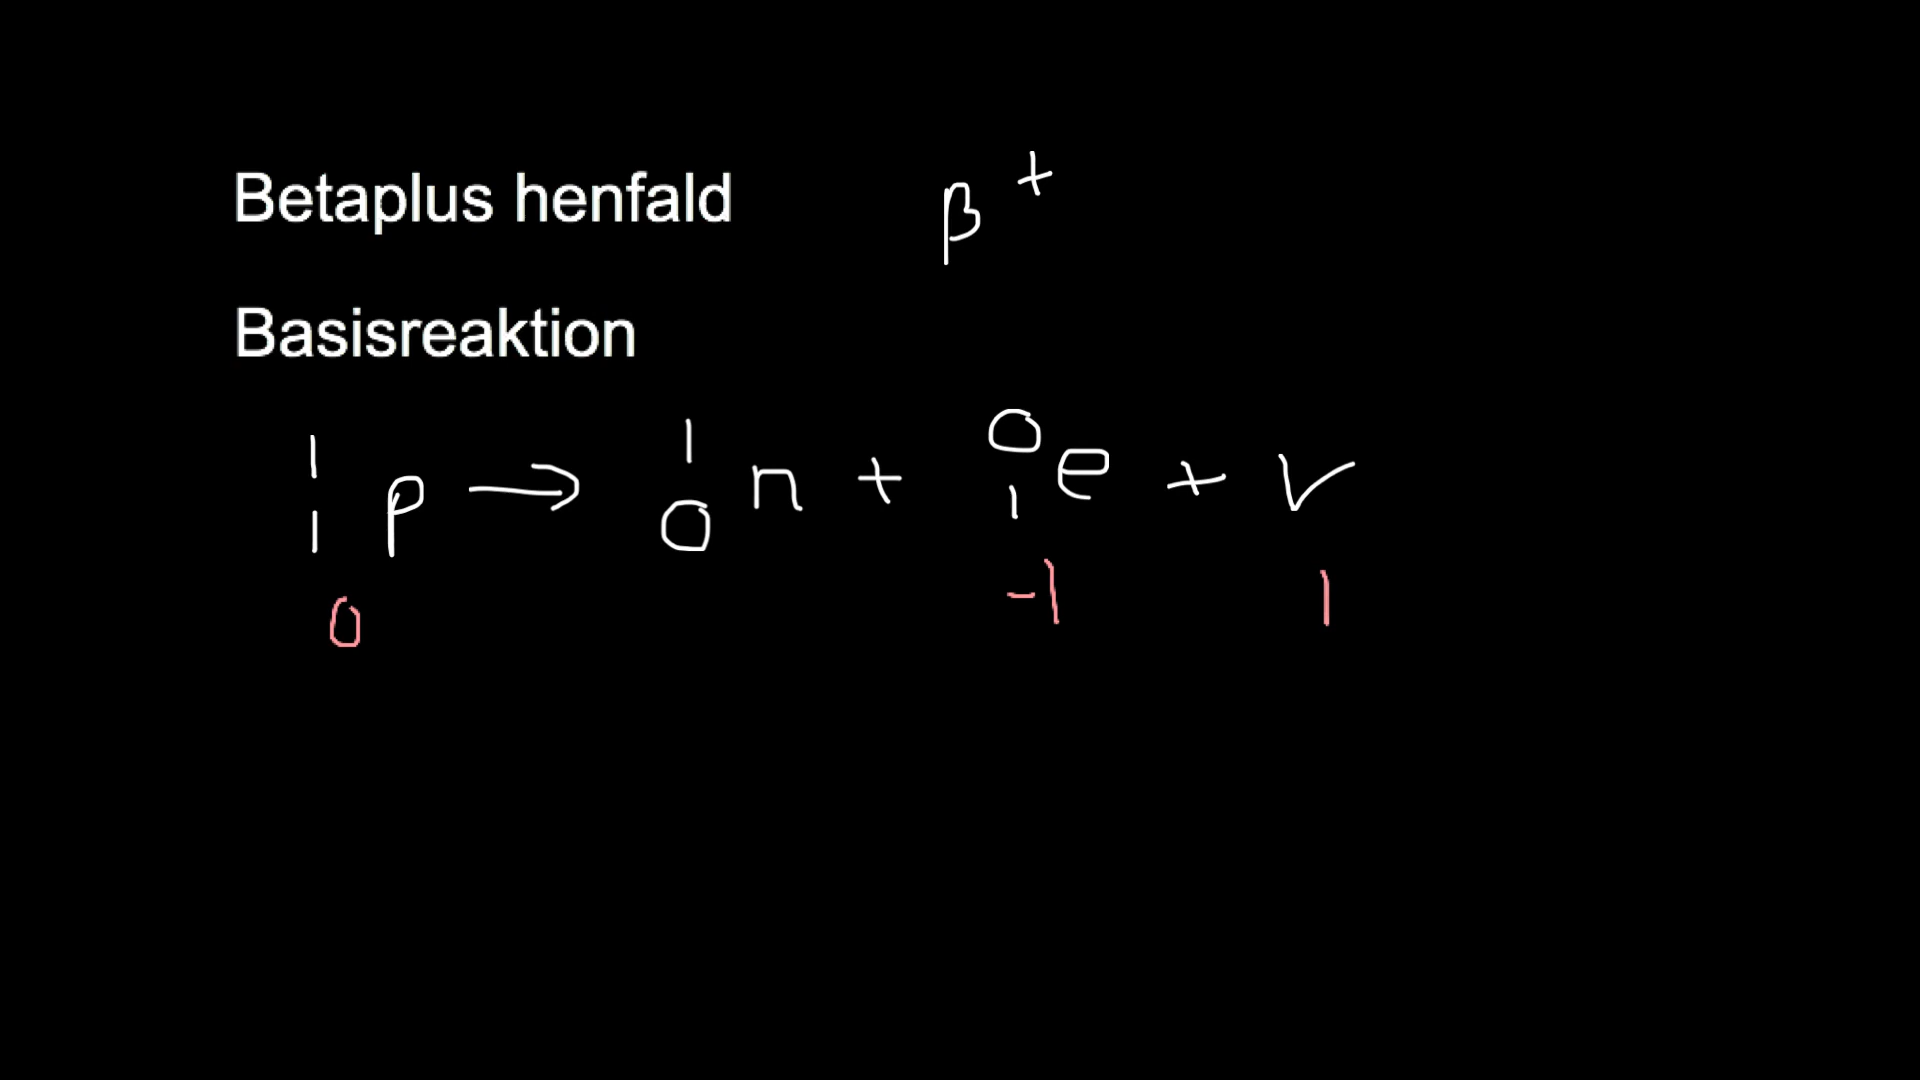 Betaplus henfald β⁺
Basisreaktion
¹₁p → ¹₀n + ⁰₁e + ν
0 -1 1